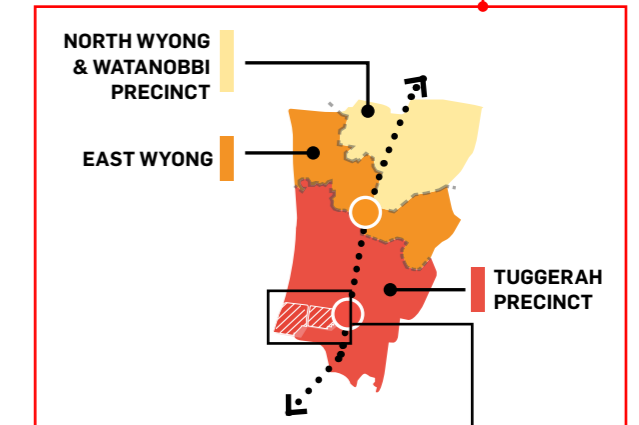 NORTH WYONG
& WATANOBBI
PRECINCT
EAST WYONG
TUGGERAH
PRECINCT